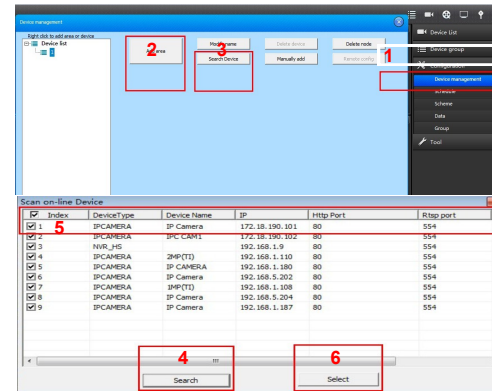 Device management
Right click to add area or device
Device list
1
2
Add area
3
Modify name
Search Device
Delete device
Manually add
Delete node
Remote config
1
Device List
Device group
Configuration
Device management
Schedule
Scheme
Data
Group
Tool
Scan on-line Device
Index DeviceType Device Name IP Http Port Rtsp port
1 IPCAMERA IP Camera 172.18.190.101 80 554
5
2 IPCAMERA IPC CAM1 172.18.190.102 80 554
3 NVR_HS 192.168.1.9 80 554
4 IPCAMERA 2MP(TI) 192.168.1.110 80 554
5 IPCAMERA IP CAMERA 192.168.1.180 80 554
6 IPCAMERA IP Camera 192.168.5.202 80 554
7 IPCAMERA 1MP(TI) 192.168.1.108 80 554
8 IPCAMERA IP Camera 192.168.5.204 80 554
9 IPCAMERA IP Camera 192.168.1.187 80 554
4
Search
6
Select